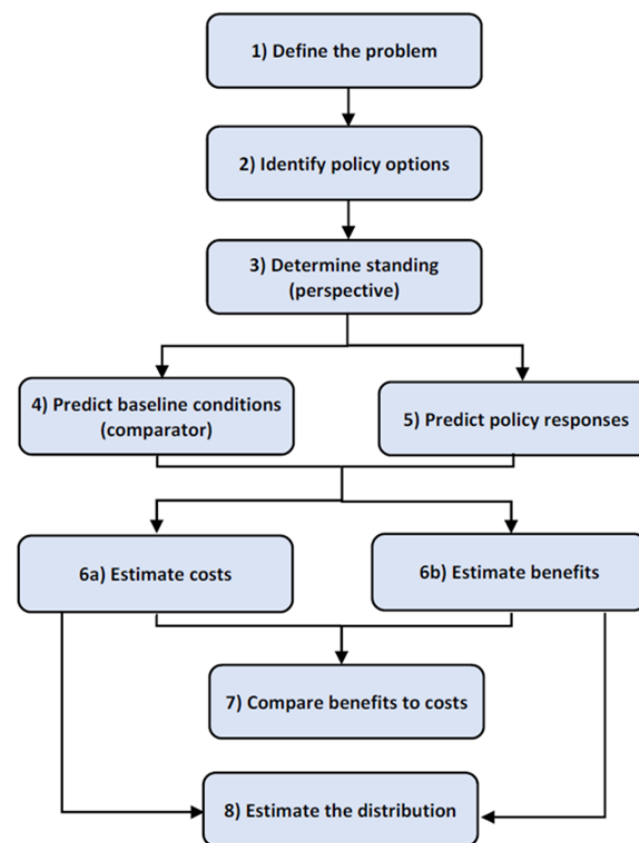 1) Define the problem
2) Identify policy options
3) Determine standing
(perspective)
4) Predict baseline conditions
(comparator)
5) Predict policy responses
6a) Estimate costs
6b) Estimate benefits
7) Compare benefits to costs
8) Estimate the distribution